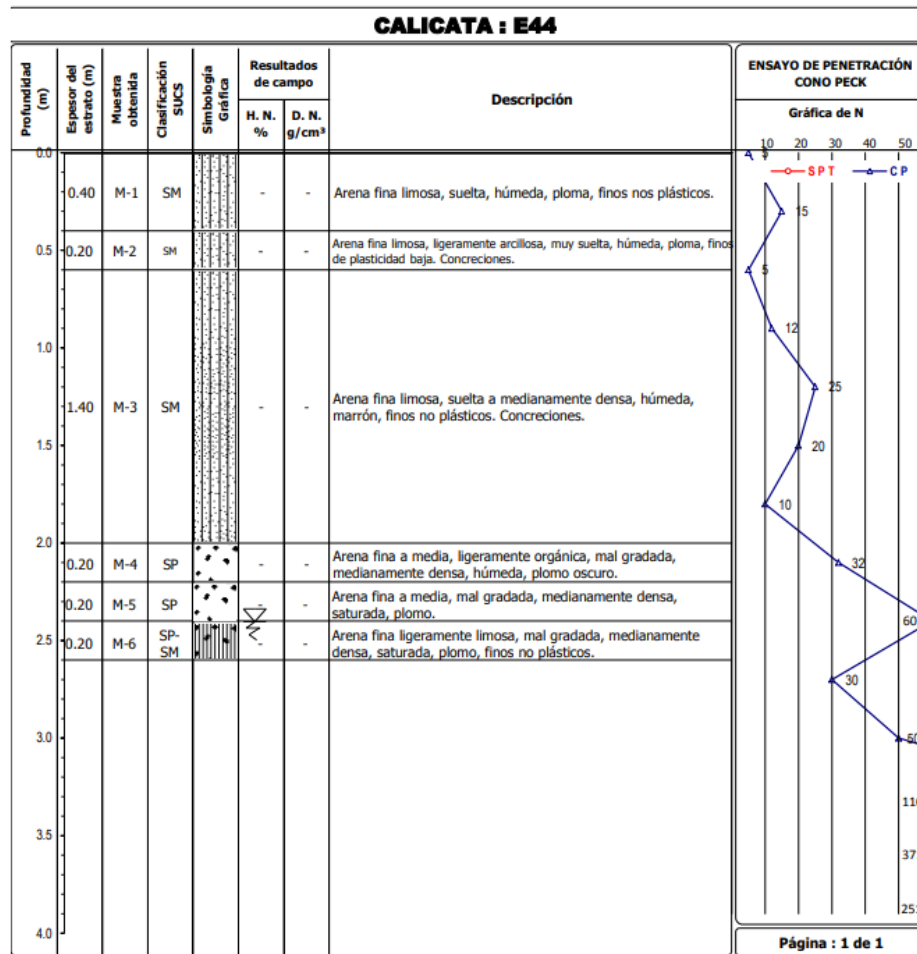 CALICATA : E44
Profundidad (m)
Espesor del estrato (m)
Muestra obtenida
Clasificación SUCS
Simbología Gráfica
Resultados de campo
H. N. %
D. N. g/cm³
Descripción
ENSAYO DE PENETRACIÓN
CONO PECK
Gráfica de N
10 20 30 40 50
SPT CP
0.0
5
0.40 M-1 SM - - Arena fina limosa, suelta, húmeda, ploma, finos nos plásticos.
15
0.5
0.20 M-2 SM - - Arena fina limosa, ligeramente arcillosa, muy suelta, húmeda, ploma, finos
de plasticidad baja. Concreciones.
5
12
1.0
25
1.40 M-3 SM - - Arena fina limosa, suelta a medianamente densa, húmeda,
marrón, finos no plásticos. Concreciones.
1.5
20
10
2.0
0.20 M-4 SP - - Arena fina a media, ligeramente orgánica, mal gradada,
medianamente densa, húmeda, plomo oscuro.
32
0.20 M-5 SP - - Arena fina a media, mal gradada, medianamente densa,
saturada, plomo.
60
2.5
0.20 M-6 SP-SM - - Arena fina ligeramente limosa, mal gradada, medianamente
densa, saturada, plomo, finos no plásticos.
30
3.0
50
3.5
37
4.0
Página : 1 de 1